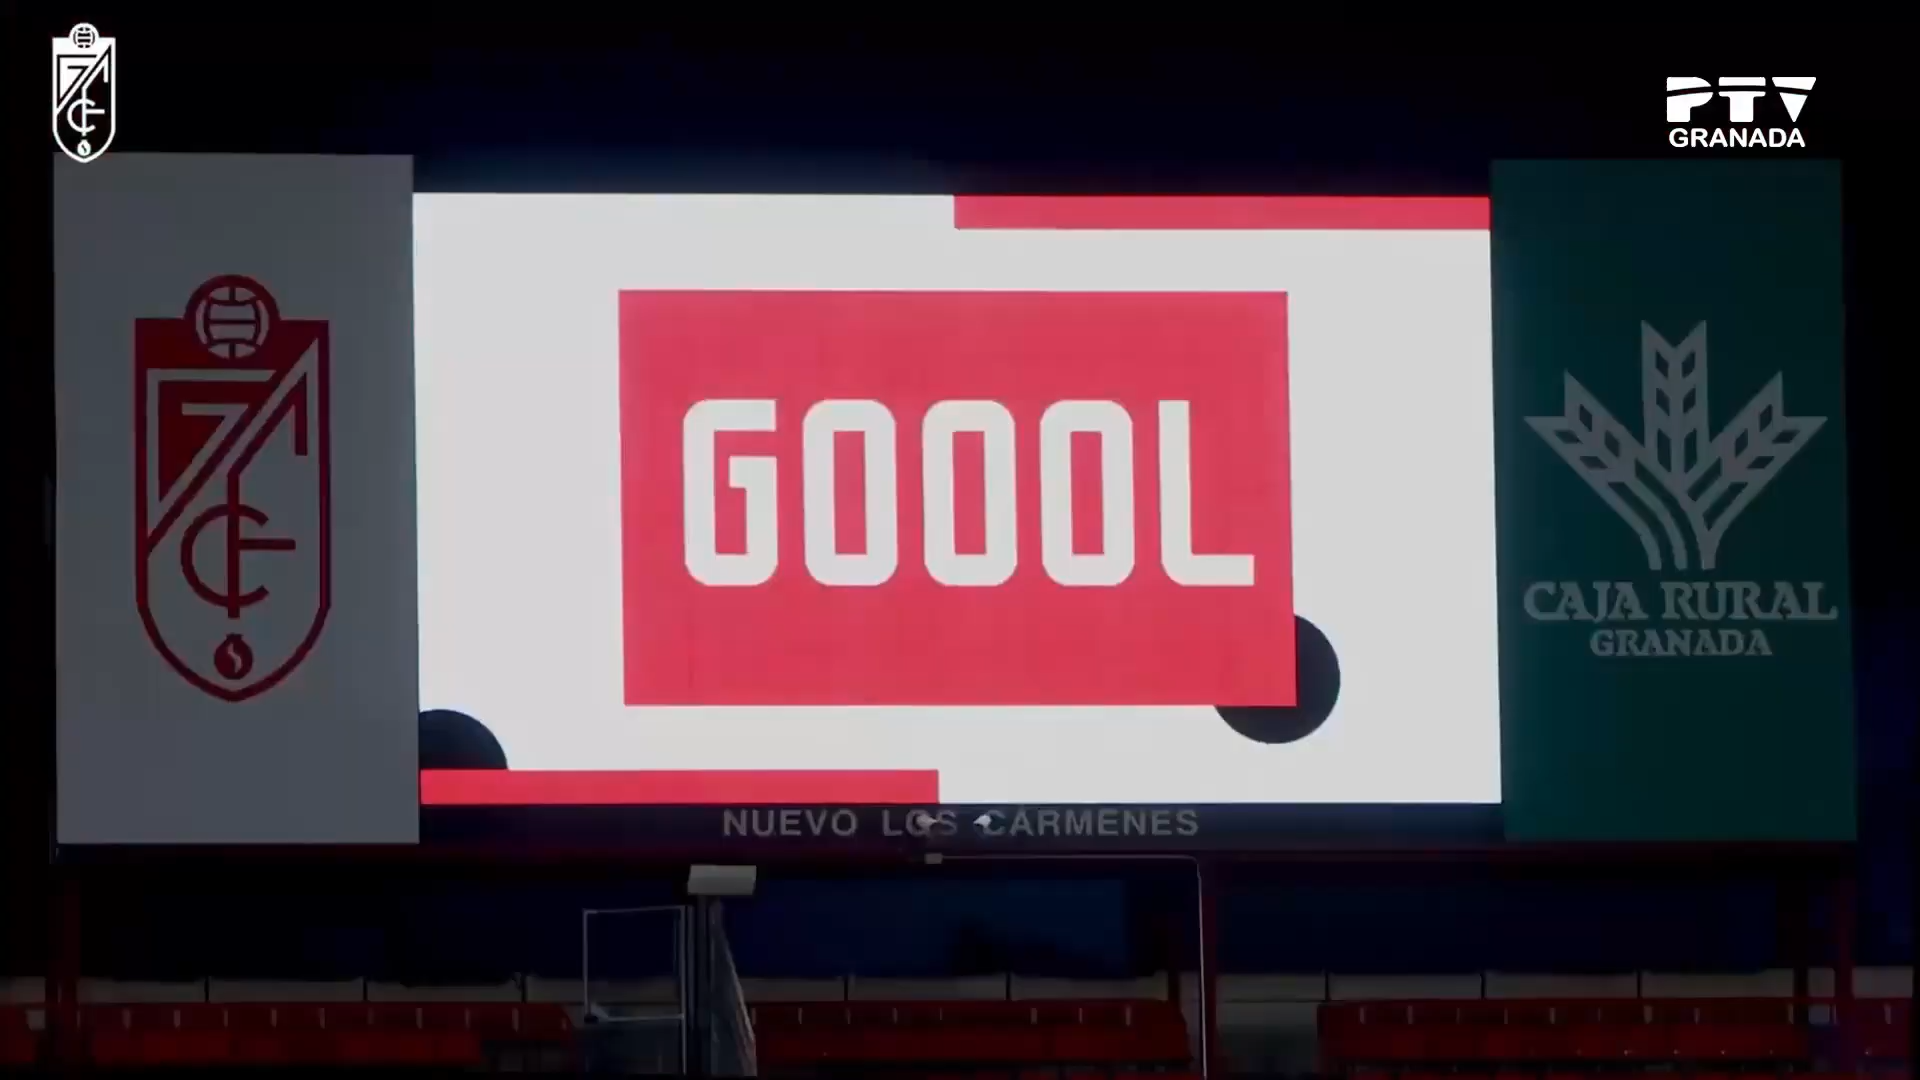 PTV
GRANADA
GOOOL
CAJA RURAL
GRANADA
NUEVO LOS CÁRMENES